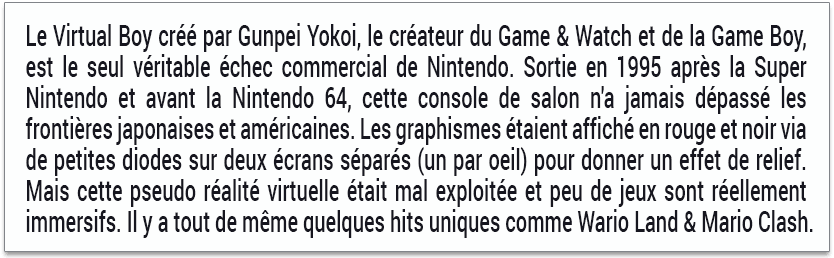 Le Virtual Boy créé par Gunpei Yokoi, le créateur du Game & Watch et de la Game Boy,
est le seul véritable échec commercial de Nintendo. Sortie en 1995 après la Super
Nintendo et avant la Nintendo 64, cette console de salon n'a jamais dépassé les
frontières japonaises et américaines. Les graphismes étaient affiché en rouge et noir via
de petites diodes sur deux écrans séparés (un par oeil) pour donner un effet de relief.
Mais cette pseudo réalité virtuelle était mal exploitée et peu de jeux sont réellement
immersifs. Il y a tout de même quelques hits uniques comme Wario Land & Mario Clash.